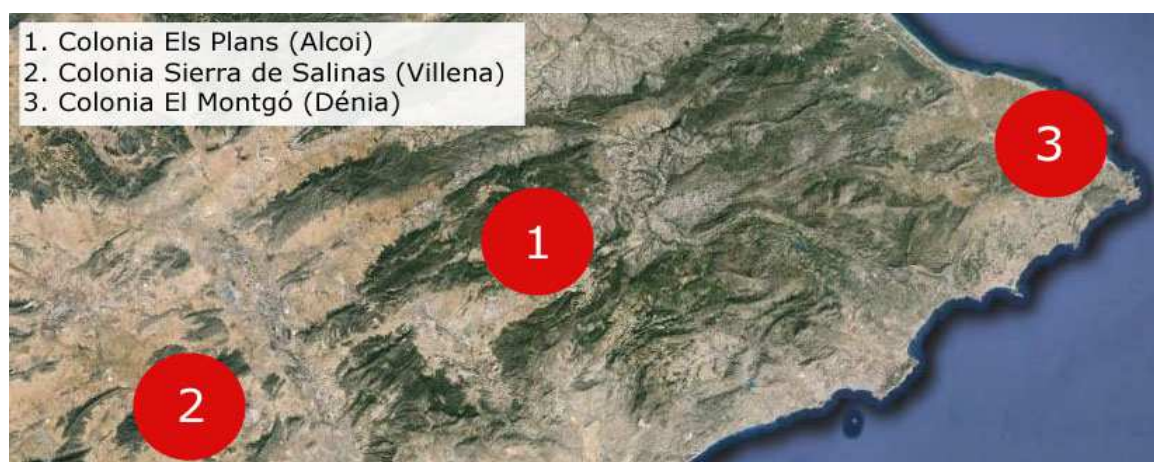 1. Colonia Els Plans (Alcoi)
2. Colonia Sierra de Salinas (Villena)
3. Colonia El Montgó (Dénia)
3
1
2